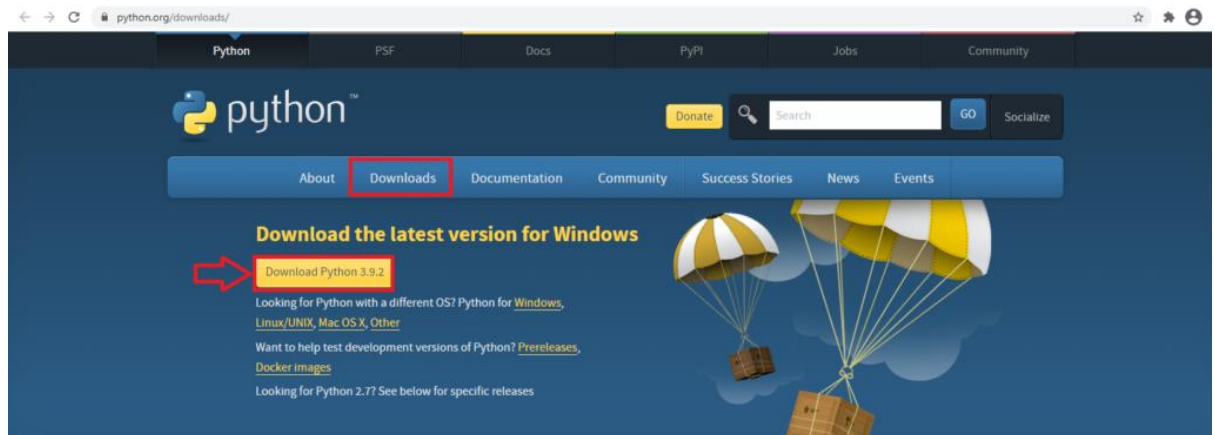 python.org/downloads/
Python PSF Docs PyPI Jobs Community
python™
Donate Search GO Socialize
About Downloads Documentation Community Success Stories News Events
Download the latest version for Windows
Download Python 3.9.2
Looking for Python with a different OS? Python for Windows,
Linux/UNIX, Mac OS X, Other
Want to help test development versions of Python? Prereleases,
Docker images
Looking for Python 2.7? See below for specific releases